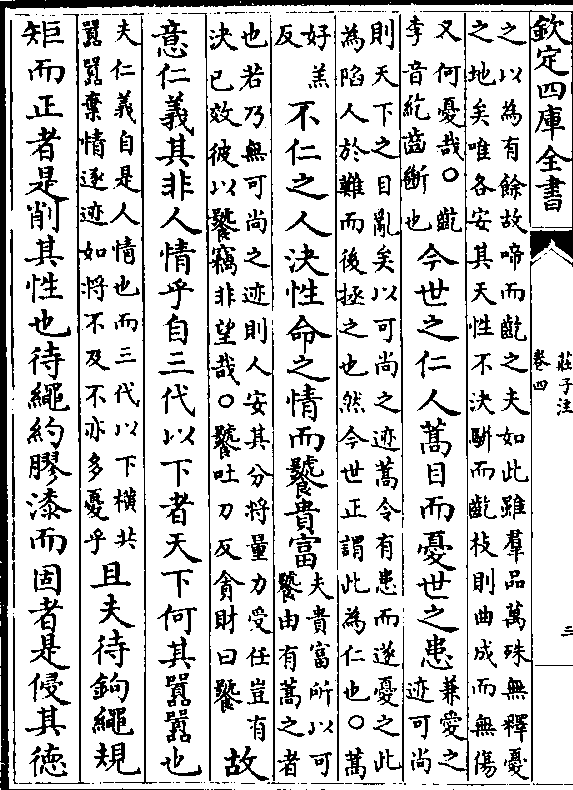 欽定四庫全書
莊子注
卷四
三
之以為有餘故啼而齕之夫如此雖羣品萬殊無釋憂
之地矣唯各安其天性不決駢而齕枝則曲成而無傷
又何憂哉〇齕
李音紇齒斷也
今世之仁人蒿目而憂世之患
兼愛之
迹可尚
則天下之目亂矣以可尚之迹蒿令有患而遂憂之此
為陷人於難而後拯之也然今世正謂此為仁也〇蒿
好羔
反
不仁之人決性命之情而饕貴富
夫貴富所以可
饕由有蒿之者
也若乃無可尚之迹則人安其分將量力受任豈有
決已效彼以饕竊非望哉〇饕吐刀反貪財曰饕
故
意仁義其非人情乎自三代以下者天下何其囂囂也
夫仁義自是人情也而三代以下橫共
囂囂棄情逐迹如將不及不亦多憂乎
且夫待鉤繩規
矩而正者是削其性也待繩約膠漆而固者是侵其德